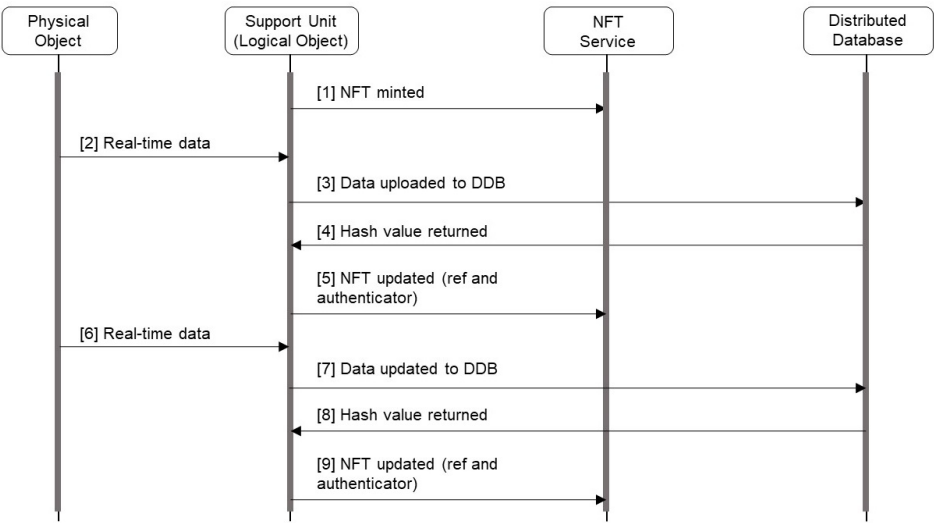 Physical
Object
Support Unit
(Logical Object)
NFT
Service
Distributed
Database
[1] NFT minted
[2] Real-time data
[3] Data uploaded to DDB
[4] Hash value returned
[5] NFT updated (ref and
authenticator)
[6] Real-time data
[7] Data updated to DDB
[8] Hash value returned
[9] NFT updated (ref and
authenticator)